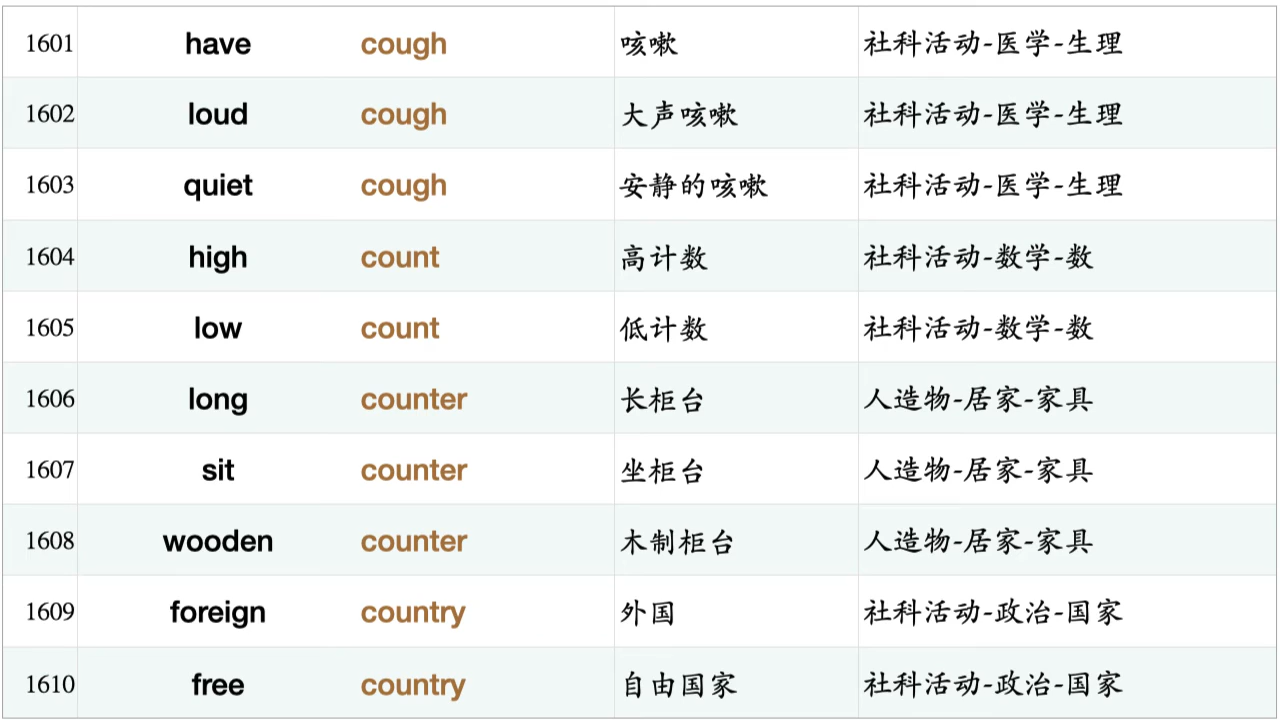 1601 have cough 咳嗽 社科活动-医学-生理
1602 loud cough 大声咳嗽 社科活动-医学-生理
1603 quiet cough 安静的咳嗽 社科活动-医学-生理
1604 high count 高计数 社科活动-数学-数
1605 low count 低计数 社科活动-数学-数
1606 long counter 长柜台 人造物-居家-家具
1607 sit counter 坐柜台 人造物-居家-家具
1608 wooden counter 木制柜台 人造物-居家-家具
1609 foreign country 外国 社科活动-政治-国家
1610 free country 自由国家 社科活动-政治-国家